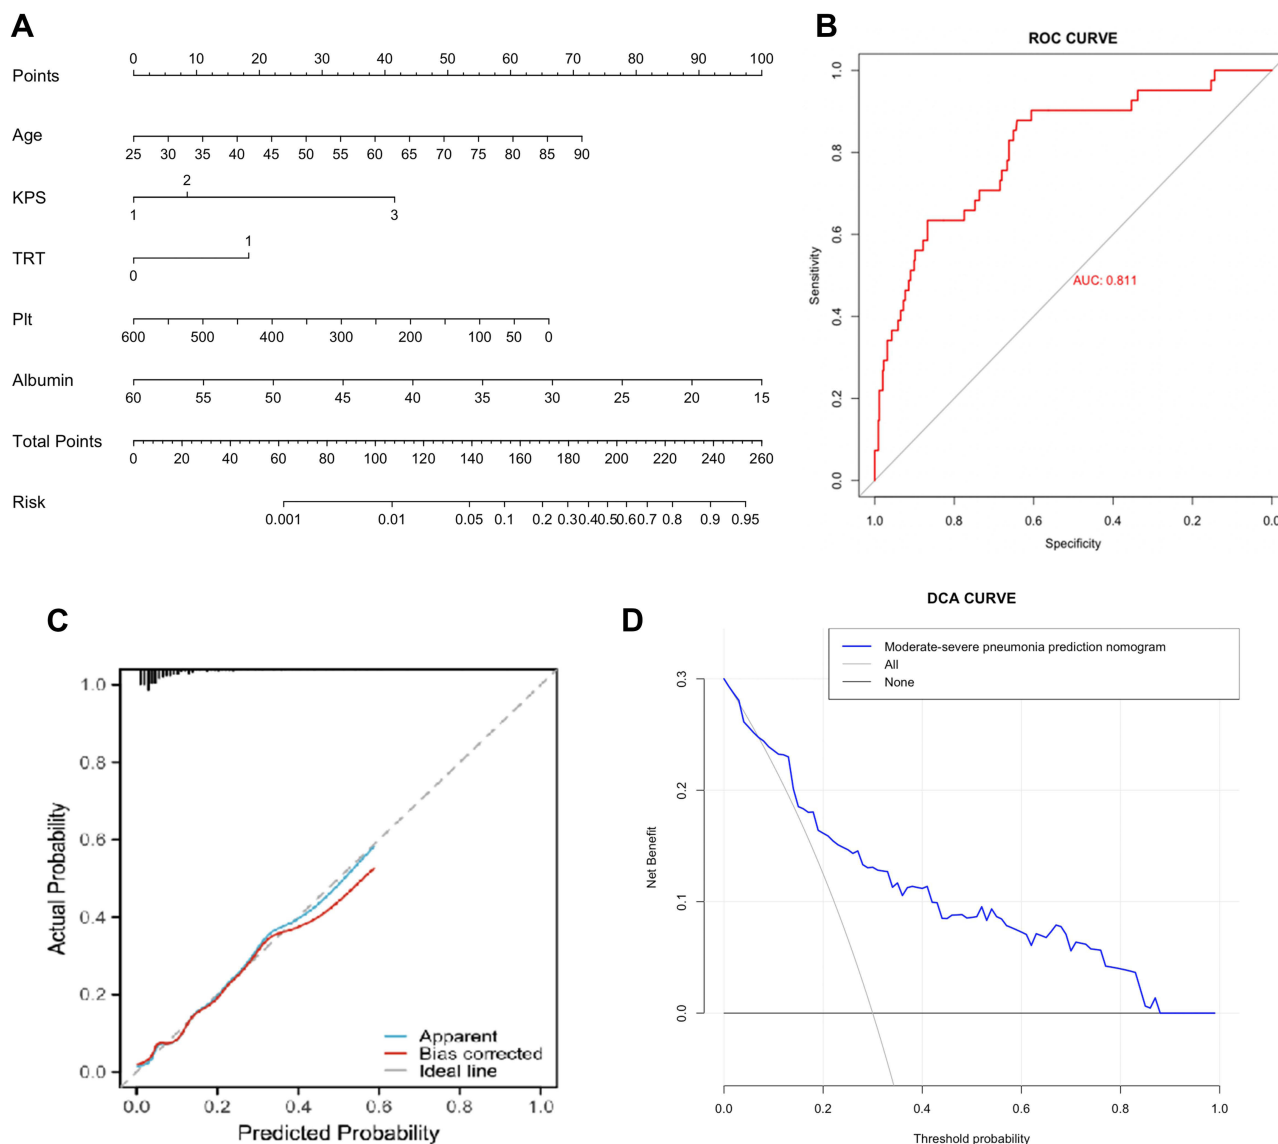 A
Points
0 10 20 30 40 50 60 70 80 90 100
Age
25 30 35 40 45 50 55 60 65 70 75 80 85 90
KPS
2
1 3
TRT
1
0
Plt
600 500 400 300 200 100 50 0
Albumin
60 55 50 45 40 35 30 25 20 15
Total Points
0 20 40 60 80 100 120 140 160 180 200 220 240 260
Risk
0.001 0.01 0.05 0.1 0.2 0.3 0.4 0.5 0.6 0.7 0.8 0.9 0.95
B
ROC CURVE
1.0
0.8
0.6
0.4
0.2
0.0
Sensitivity
AUC: 0.811
1.0 0.8 0.6 0.4 0.2 0.0
Specificity
C
1.0
0.8
0.6
0.4
0.2
0.0
Actual Probability
Apparent
Bias corrected
Ideal line
0.0 0.2 0.4 0.6 0.8 1.0
Predicted Probability
D
DCA CURVE
Moderate-severe pneumonia prediction nomogram
All
None
0.3
0.2
0.1
0.0
Net Benefit
0.0 0.2 0.4 0.6 0.8 1.0
Threshold probability